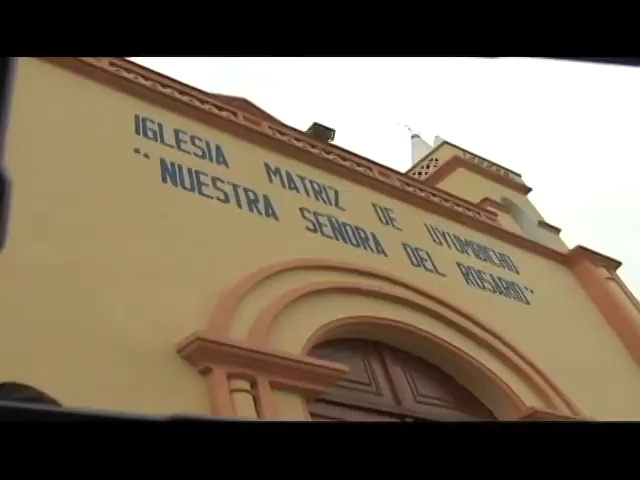 IGLESIA MATRIZ DE UYUMBICHO
"NUESTRA SEÑORA DEL ROSARIO"